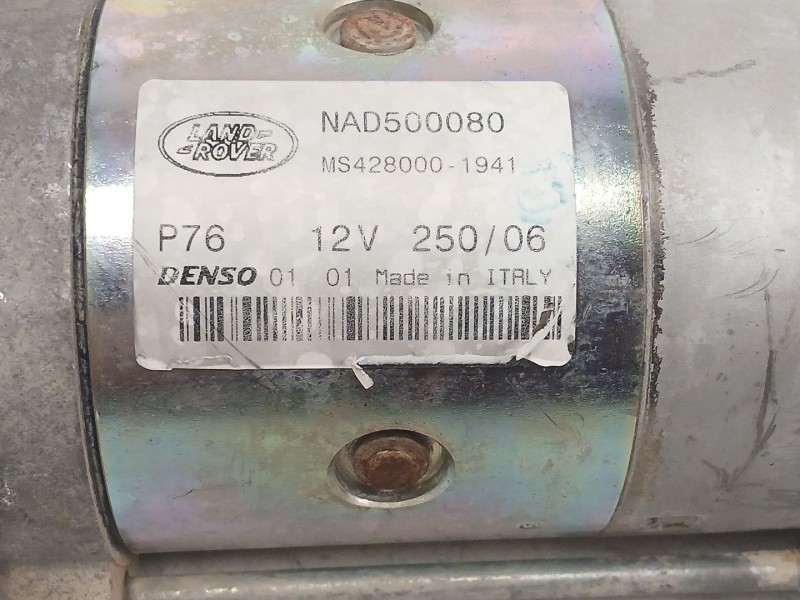 LAND-
-ROVER
NAD500080
MS428000-1941
P76 12V 250/06
DENSO 01 01 Made in ITALY